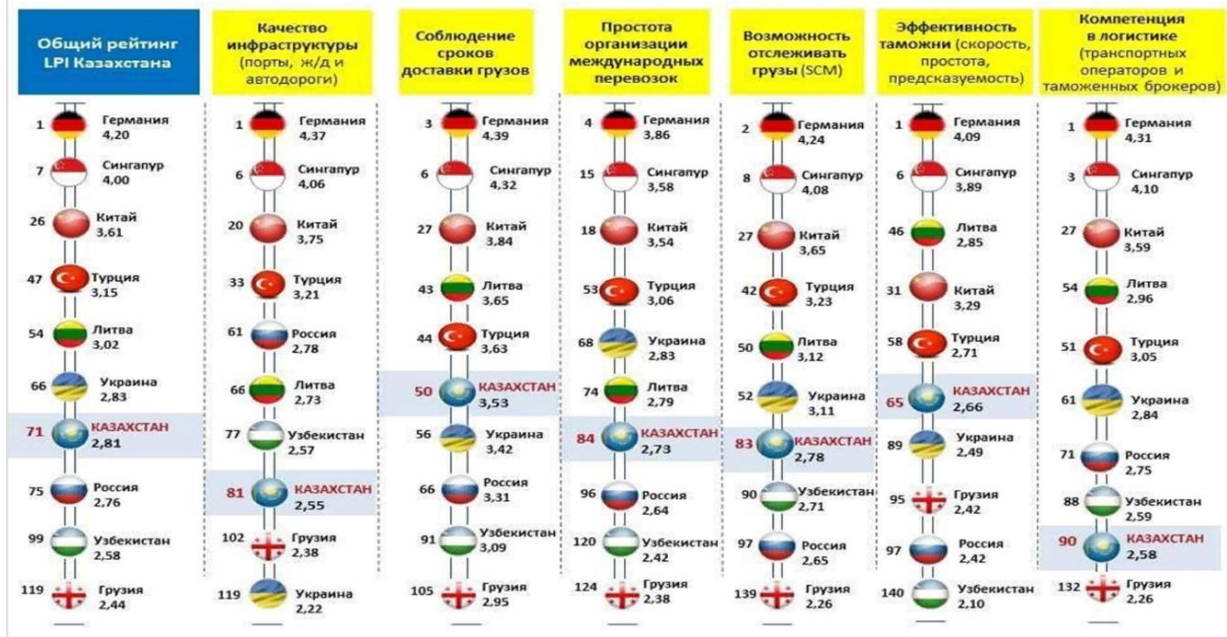 Общий рейтинг
LPI Казахстана
1 Германия
4,20
7 Сингапур
4,00
26 Китай
3,61
47 Турция
3,15
54 Литва
3,02
66 Украина
2,83
71 КАЗАХСТАН
2,81
75 Россия
2,76
99 Узбекистан
2,58
119 Грузия
2,44
Качество
инфраструктуры
(порты, ж/д и
автодороги)
1 Германия
4,37
6 Сингапур
4,06
20 Китай
3,75
33 Турция
3,21
61 Россия
2,78
66 Литва
2,73
77 Узбекистан
2,57
81 КАЗАХСТАН
2,55
102 Грузия
2,38
119 Украина
2,22
Соблюдение
сроков
доставки грузов
3 Германия
4,39
6 Сингапур
4,32
27 Китай
3,84
43 Литва
3,65
44 Турция
3,63
50 КАЗАХСТАН
3,53
56 Украина
3,42
66 Россия
3,31
91 Узбекистан
3,09
105 Грузия
2,95
Простота
организации
международных
перевозок
4 Германия
3,86
15 Сингапур
3,58
18 Китай
3,54
53 Турция
3,06
68 Украина
2,83
74 Литва
2,79
84 КАЗАХСТАН
2,73
96 Россия
2,64
120 Узбекистан
2,42
124 Грузия
2,38
Возможность
отслеживать
грузы (SCM)
2 Германия
4,24
8 Сингапур
4,08
27 Китай
3,65
42 Турция
3,23
50 Литва
3,12
52 Украина
3,11
83 КАЗАХСТАН
2,78
90 Узбекистан
2,71
97 Россия
2,65
139 Грузия
2,26
Эффективность
таможни (скорость,
простота,
предсказуемость)
1 Германия
4,09
6 Сингапур
3,89
46 Литва
2,85
31 Китай
3,29
58 Турция
2,71
65 КАЗАХСТАН
2,66
89 Украина
2,49
95 Грузия
2,42
97 Россия
2,42
140 Узбекистан
2,10
Компетенция
в логистике
(транспортных
операторов и
таможенных брокеров)
1 Германия
4,31
3 Сингапур
4,10
27 Китай
3,59
54 Литва
2,96
51 Турция
3,05
61 Украина
2,84
71 Россия
2,75
88 Узбекистан
2,59
90 КАЗАХСТАН
2,58
132 Грузия
2,26